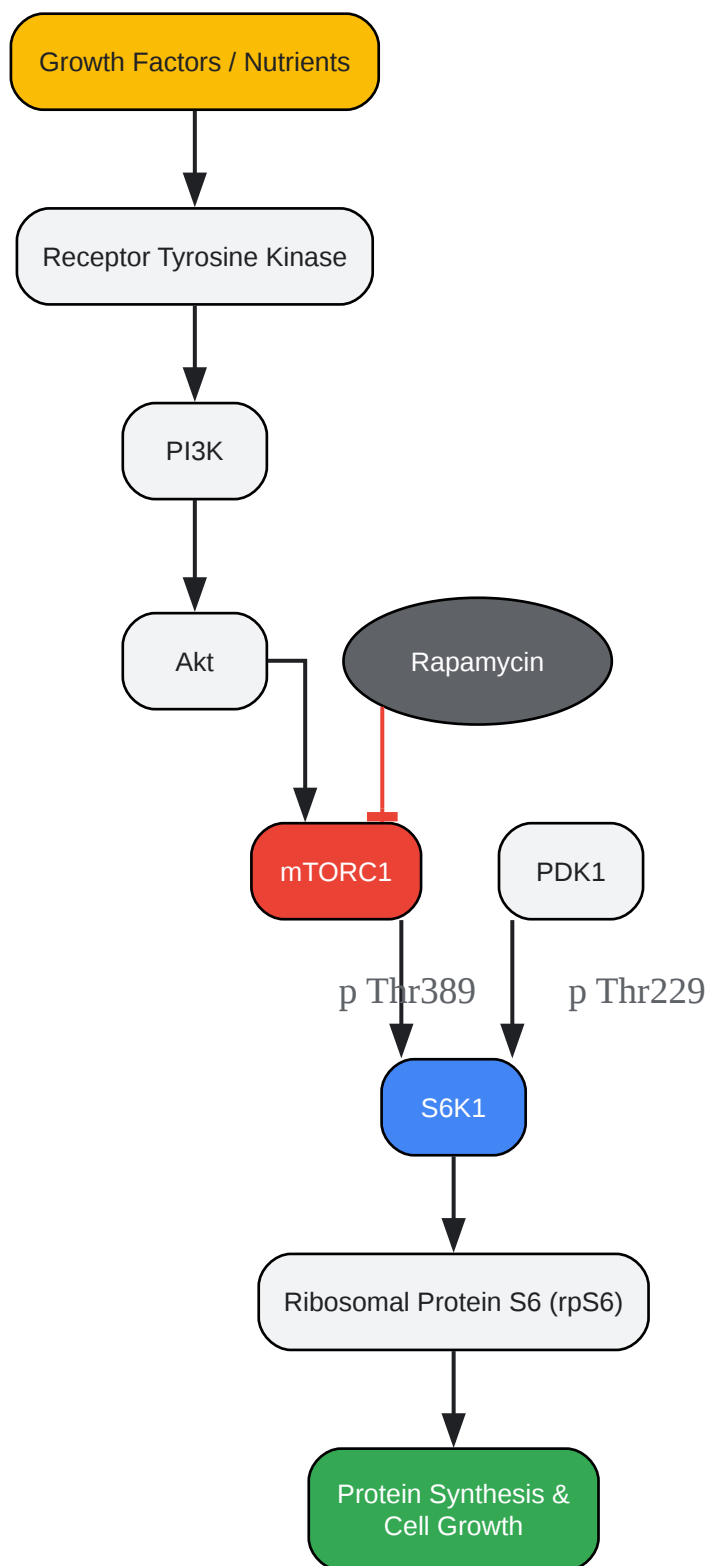 Growth Factors / Nutrients
Receptor Tyrosine Kinase
PI3K
Akt
Rapamycin
mTORC1
PDK1
p Thr389
p Thr229
S6K1
Ribosomal Protein S6 (rpS6)
Protein Synthesis &
Cell Growth